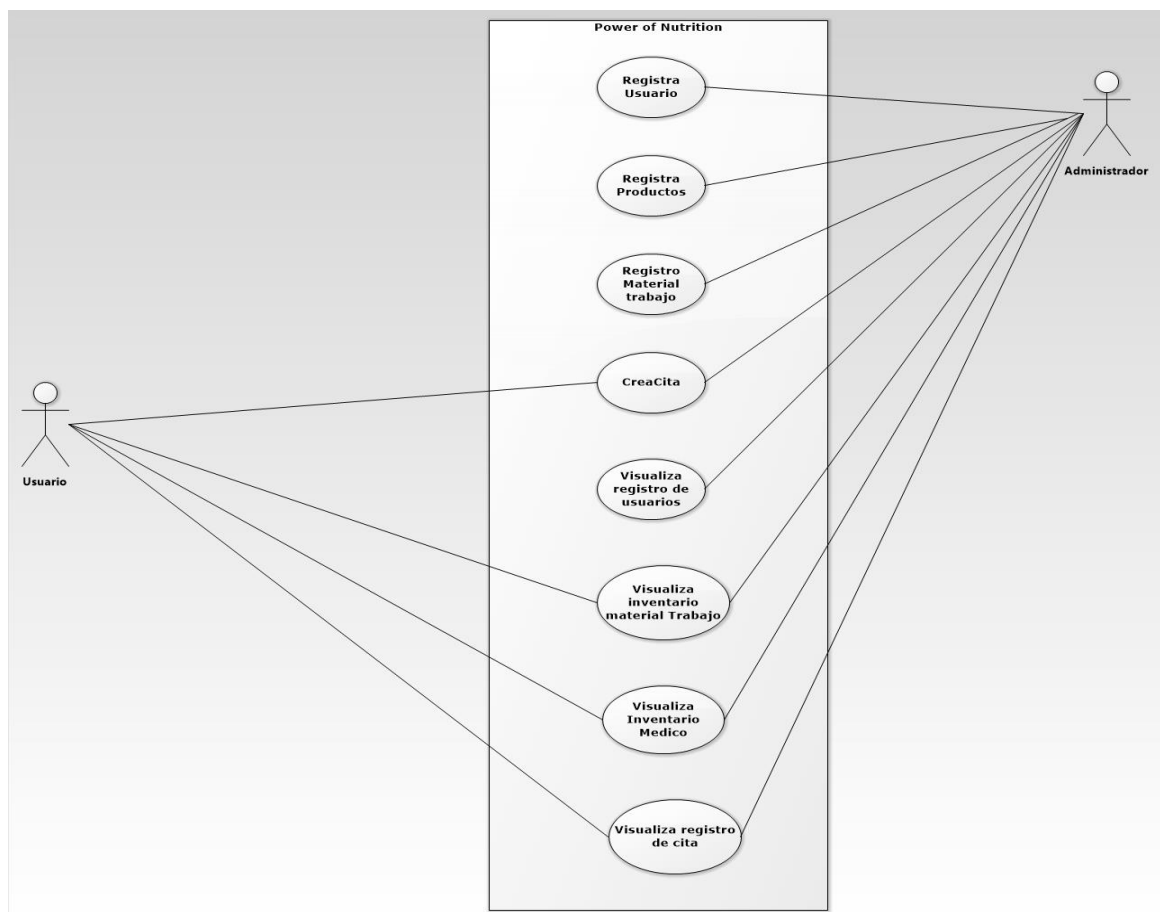 Power of Nutrition
Registra
Usuario
Registra
Productos
Administrador
Registro
Material
trabajo
CreaCita
Usuario
Visualiza
registro de
usuarios
Visualiza
inventario
material Trabajo
Visualiza
Inventario
Medico
Visualiza registro
de cita